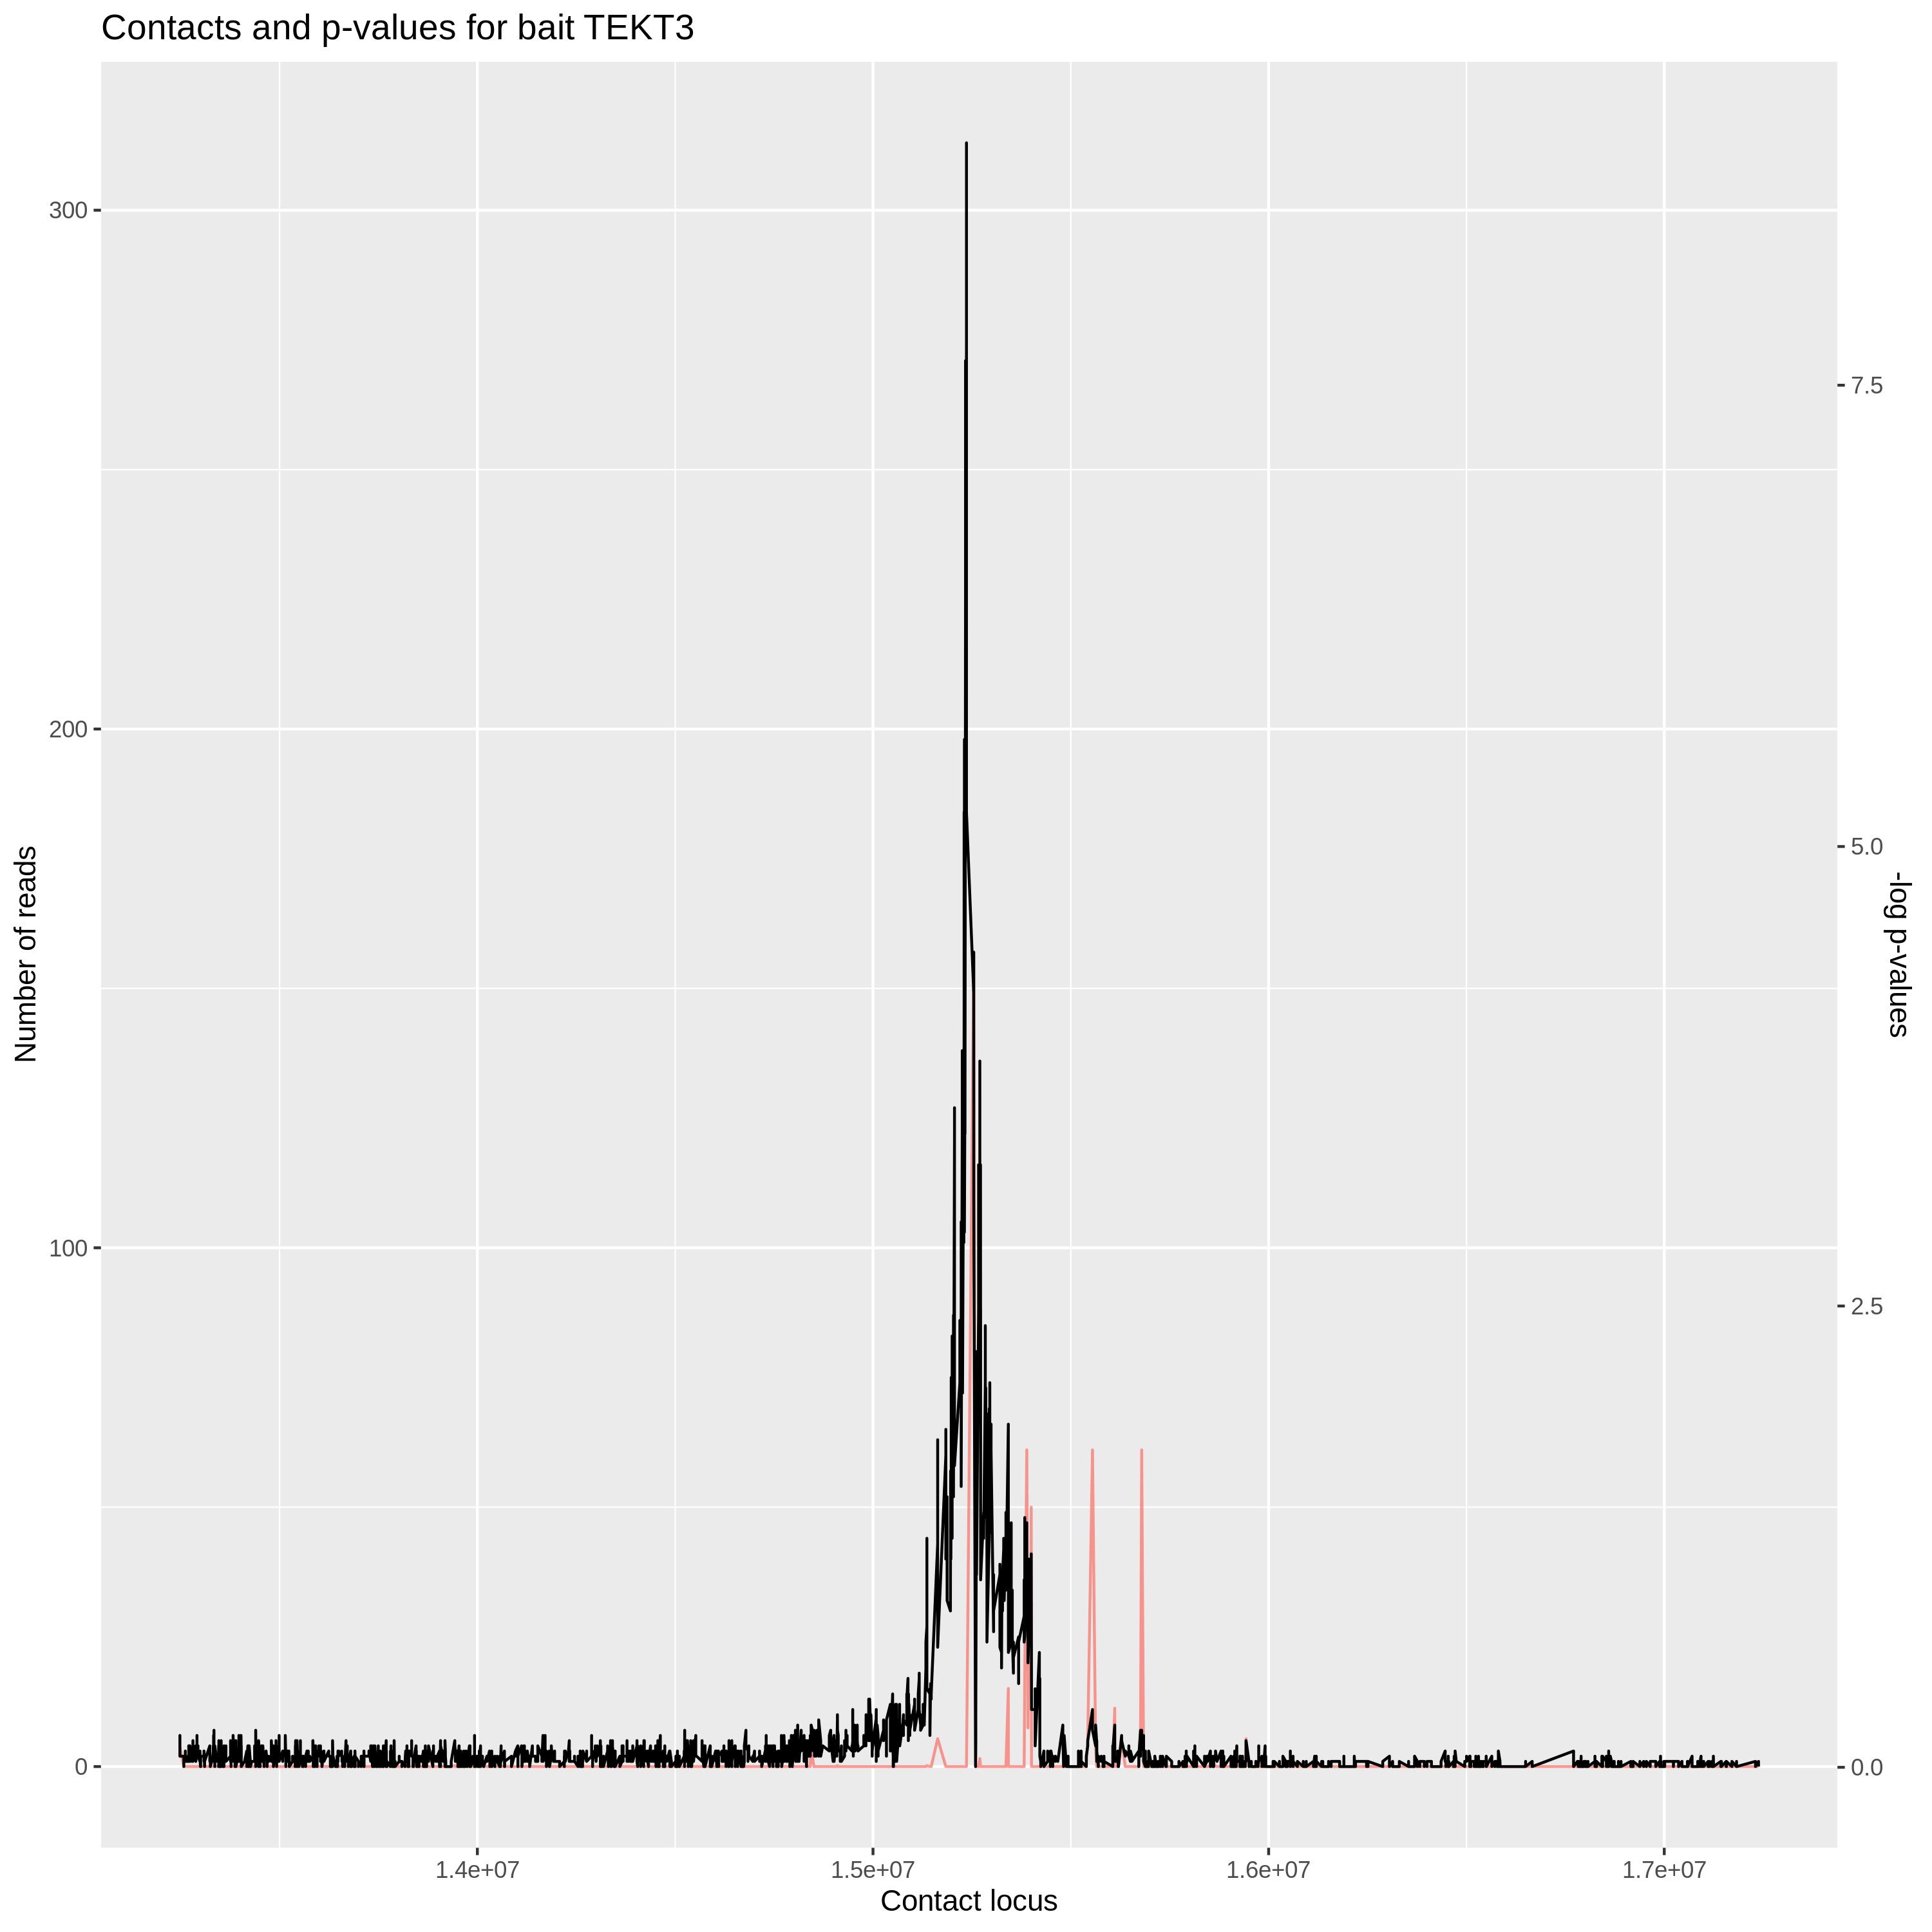 Contacts and p-values for bait TEKT3
300
200
100
0
Number of reads
7.5
5.0
2.5
0.0
-log p-values
1.4e+07
1.5e+07
1.6e+07
1.7e+07
Contact locus